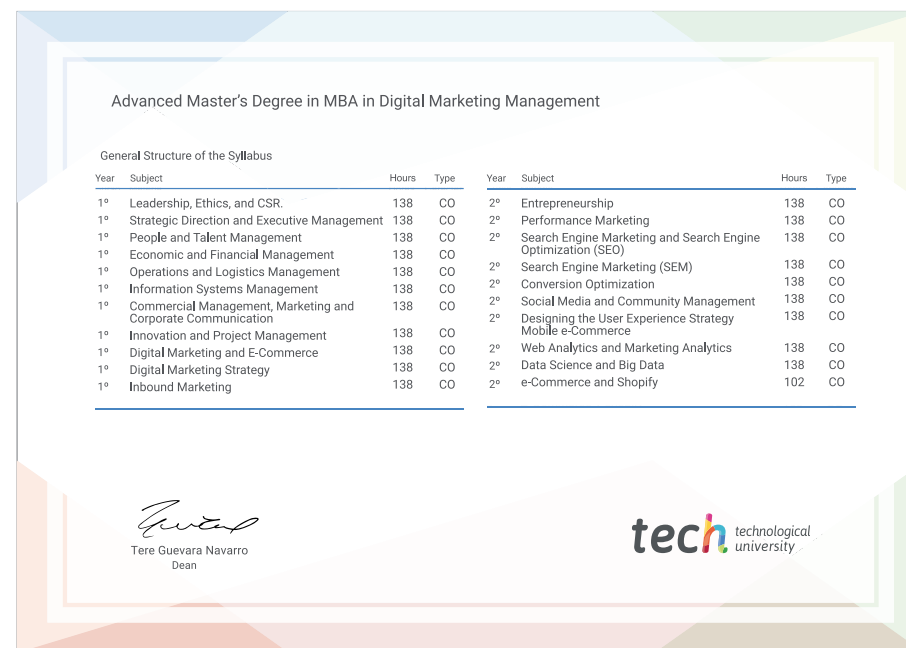 Advanced Master's Degree in MBA in Digital Marketing Management
General Structure of the Syllabus
Year Subject Hours Type
1º Leadership, Ethics, and CSR. 138 CO
1º Strategic Direction and Executive Management 138 CO
1º People and Talent Management 138 CO
1º Economic and Financial Management 138 CO
1º Operations and Logistics Management 138 CO
1º Information Systems Management 138 CO
1º Commercial Management, Marketing and 138 CO
Corporate Communication
1º Innovation and Project Management 138 CO
1º Digital Marketing and E-Commerce 138 CO
1º Digital Marketing Strategy 138 CO
1º Inbound Marketing 138 CO
Year Subject Hours Type
2º Entrepreneurship 138 CO
2º Performance Marketing 138 CO
2º Search Engine Marketing and Search Engine 138 CO
Optimization (SEO)
2º Search Engine Marketing (SEM) 138 CO
2º Conversion Optimization 138 CO
2º Social Media and Community Management 138 CO
2º Designing the User Experience Strategy 138 CO
Mobile e-Commerce
2º Web Analytics and Marketing Analytics 138 CO
2º Data Science and Big Data 138 CO
2º e-Commerce and Shopify 102 CO
Tere Guevara Navarro
Dean
tech technological
university